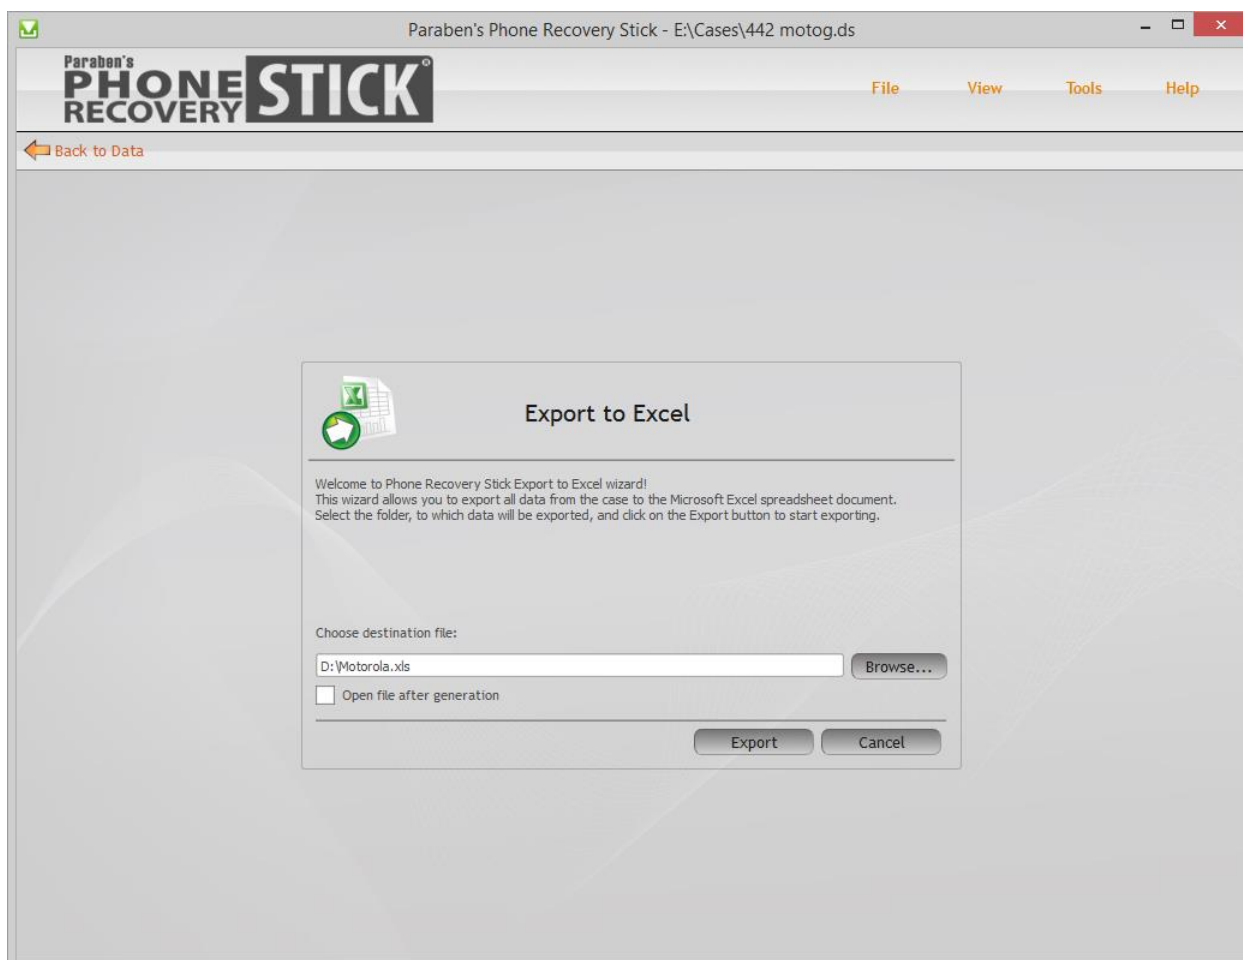 Paraben's Phone Recovery Stick - E:\Cases\442 motog.ds
Paraben's
PHONE
RECOVERY
STICK®
File View Tools Help
Back to Data
Export to Excel
Welcome to Phone Recovery Stick Export to Excel wizard!
This wizard allows you to export all data from the case to the Microsoft Excel spreadsheet document.
Select the folder, to which data will be exported, and click on the Export button to start exporting.
Choose destination file:
D:\Motorola.xls
Browse...
Open file after generation
Export Cancel